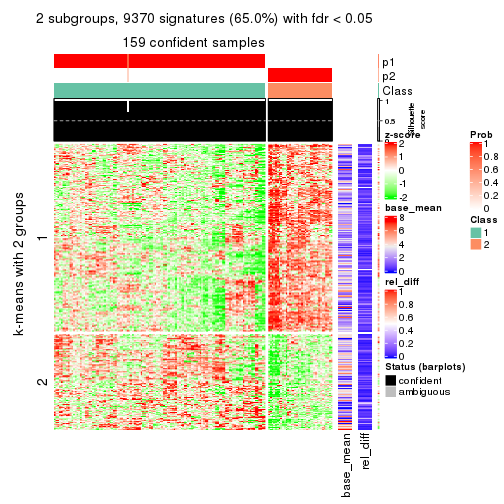 2 subgroups, 9370 signatures (65.0%) with fdr < 0.05
159 confident samples
p1
p2
Class
1
0.5
0
Silhouette
score
k-means with 2 groups
1
2
z-score
2
1
0
-1
-2
base_mean
8
6
4
2
0
rel_diff
1
0.8
0.6
0.4
0.2
0
Status (barplots)
confident
ambiguous
Prob
1
0.8
0.6
0.4
0.2
0
Class
1
2
base_mean
rel_diff